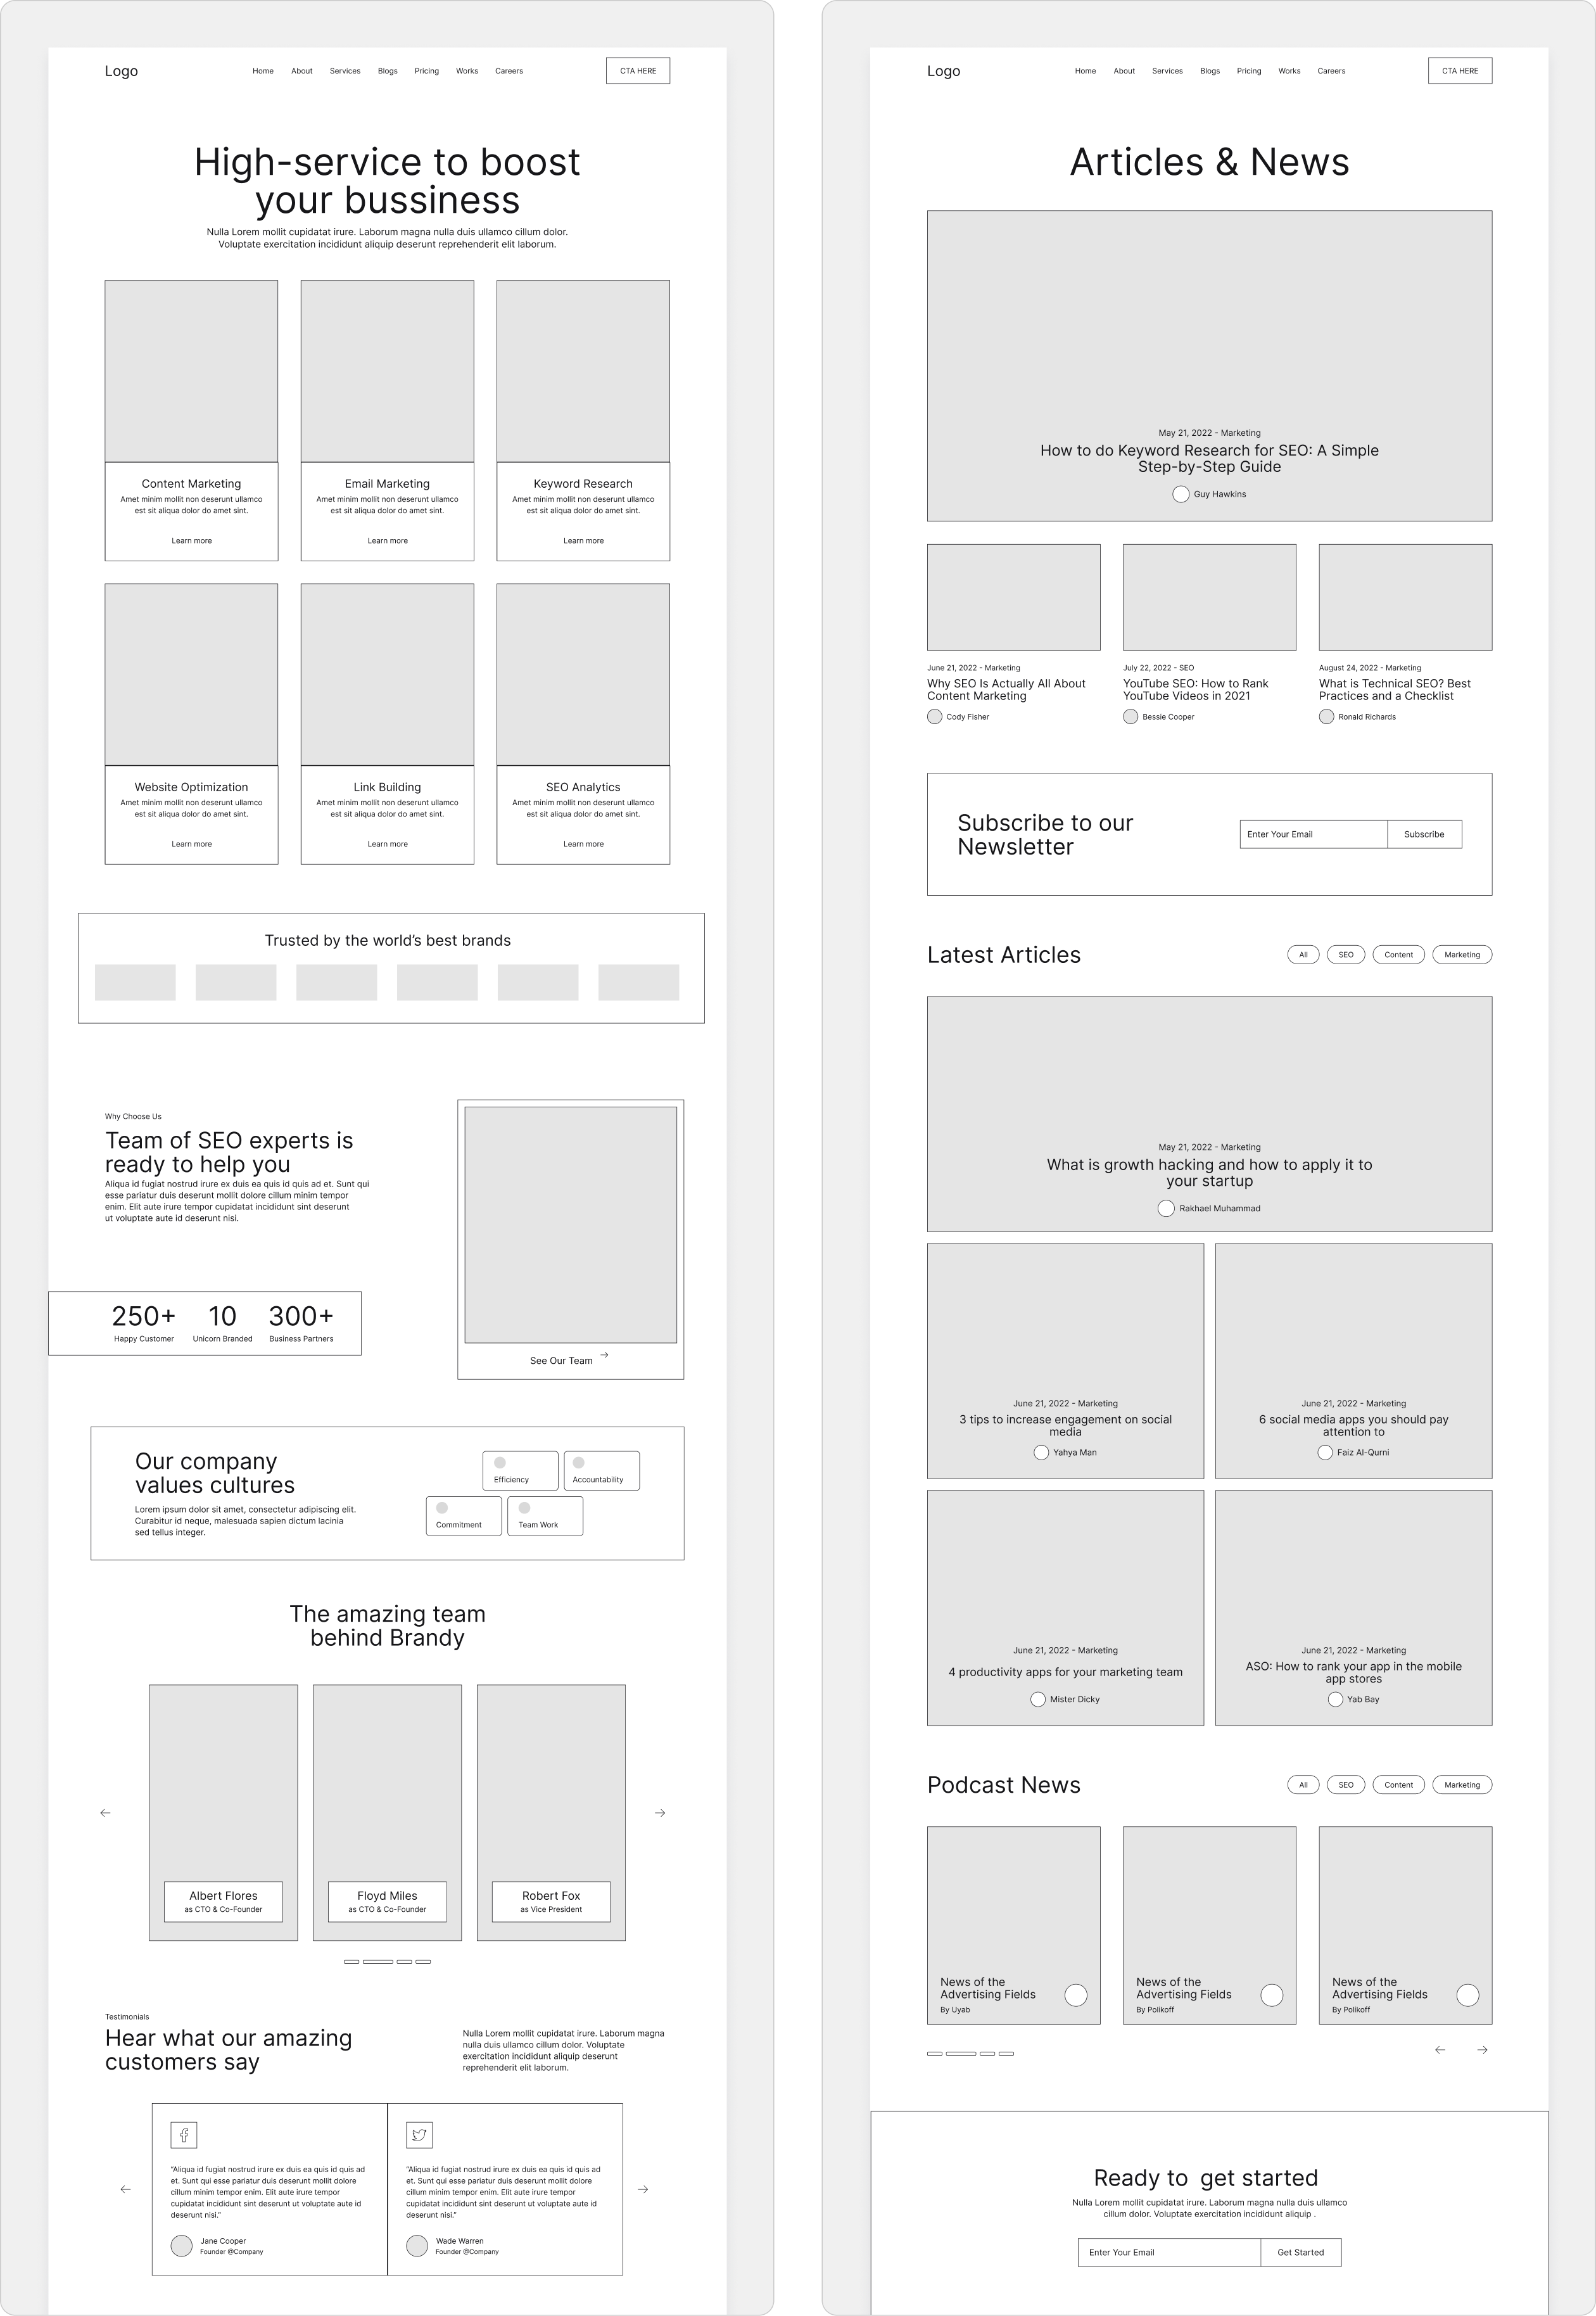 Logo
Home About Services Blogs Pricing Works Careers
CTA HERE
High-service to boost
your bussiness
Nulla Lorem mollit cupidatat irure. Laborum magna nulla duis ullamco cillum dolor.
Voluptate exercitation incididunt aliquip deserunt reprehenderit elit laborum.
Content Marketing
Amet minim mollit non deserunt ullamco
est sit aliqua dolor do amet sint.
Learn more
Email Marketing
Amet minim mollit non deserunt ullamco
est sit aliqua dolor do amet sint.
Learn more
Keyword Research
Amet minim mollit non deserunt ullamco
est sit aliqua dolor do amet sint.
Learn more
Website Optimization
Amet minim mollit non deserunt ullamco
est sit aliqua dolor do amet sint.
Learn more
Link Building
Amet minim mollit non deserunt ullamco
est sit aliqua dolor do amet sint.
Learn more
SEO Analytics
Amet minim mollit non deserunt ullamco
est sit aliqua dolor do amet sint.
Learn more
Trusted by the world’s best brands
Why Choose Us
Team of SEO experts is
ready to help you
Aliqua id fugiat nostrud irure ex duis ea quis id quis ad et. Sunt qui
esse pariatur duis deserunt mollit dolore cillum minim tempor
enim. Elit aute irure tempor cupidatat incididunt sint deserunt
ut voluptate aute id deserunt nisi.
250+
Happy Customer
10
Unicorn Branded
300+
Business Partners
See Our Team →
Our company
values cultures
Lorem ipsum dolor sit amet, consectetur adipiscing elit.
Curabitur id neque, malesuada sapien dictum lacinia
sed tellus integer.
Efficiency
Accountability
Commitment
Team Work
The amazing team
behind Brandy
Albert Flores
as CTO & Co-Founder
Floyd Miles
as CTO & Co-Founder
Robert Fox
as Vice President
Testimonials
Hear what our amazing
customers say
Nulla Lorem mollit cupidatat irure. Laborum magna
nulla duis ullamco cillum dolor. Voluptate
exercitation incididunt aliquip deserunt
reprehenderit elit laborum.
“Aliqua id fugiat nostrud irure ex duis ea quis id quis ad
et. Sunt qui esse pariatur duis deserunt mollit dolore
cillum minim tempor enim. Elit aute irure tempor
cupidatat incididunt sint deserunt ut voluptate aute id
deserunt nisi.”
Jane Cooper
Founder @Company
“Aliqua id fugiat nostrud irure ex duis ea quis id quis ad
et. Sunt qui esse pariatur duis deserunt mollit dolore
cillum minim tempor enim. Elit aute irure tempor
cupidatat incididunt sint deserunt ut voluptate aute id
deserunt nisi.”
Wade Warren
Founder @Company
Logo
Home About Services Blogs Pricing Works Careers
CTA HERE
Articles & News
May 21, 2022 - Marketing
How to do Keyword Research for SEO: A Simple
Step-by-Step Guide
Guy Hawkins
June 21, 2022 - Marketing
Why SEO Is Actually All About
Content Marketing
Cody Fisher
July 22, 2022 - SEO
YouTube SEO: How to Rank
YouTube Videos in 2021
Bessie Cooper
August 24, 2022 - Marketing
What is Technical SEO? Best
Practices and a Checklist
Ronald Richards
Subscribe to our
Newsletter
Enter Your Email
Subscribe
Latest Articles
All SEO Content Marketing
May 21, 2022 - Marketing
What is growth hacking and how to apply it to
your startup
Rakhael Muhammad
June 21, 2022 - Marketing
3 tips to increase engagement on social
media
Yahya Man
June 21, 2022 - Marketing
6 social media apps you should pay
attention to
Faiz Al-Qurni
June 21, 2022 - Marketing
4 productivity apps for your marketing team
Mister Dicky
June 21, 2022 - Marketing
ASO: How to rank your app in the mobile
app stores
Yab Bay
Podcast News
All SEO Content Marketing
News of the
Advertising Fields
By Uyab
News of the
Advertising Fields
By Polikoff
News of the
Advertising Fields
By Polikoff
Ready to  get started
Nulla Lorem mollit cupidatat irure. Laborum magna nulla duis ullamco
cillum dolor. Voluptate exercitation incididunt aliquip .
Enter Your Email
Get Started